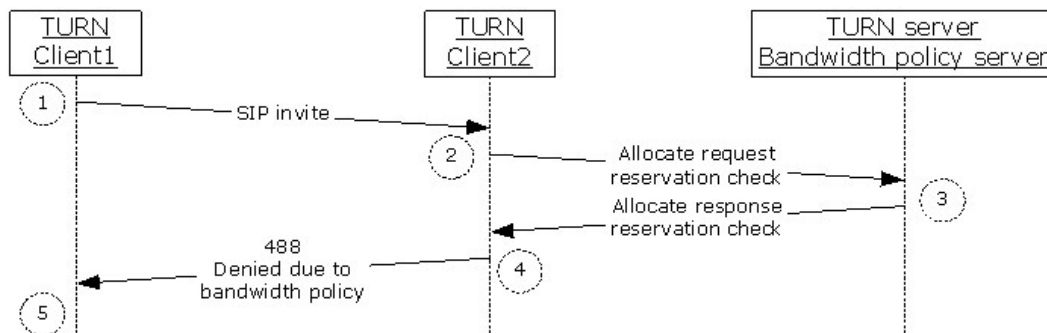 TURN
Client1
TURN
Client2
TURN server
Bandwidth policy server
1
SIP invite
2
Allocate request
reservation check
3
Allocate response
reservation check
488
Denied due to
bandwidth policy
4
5